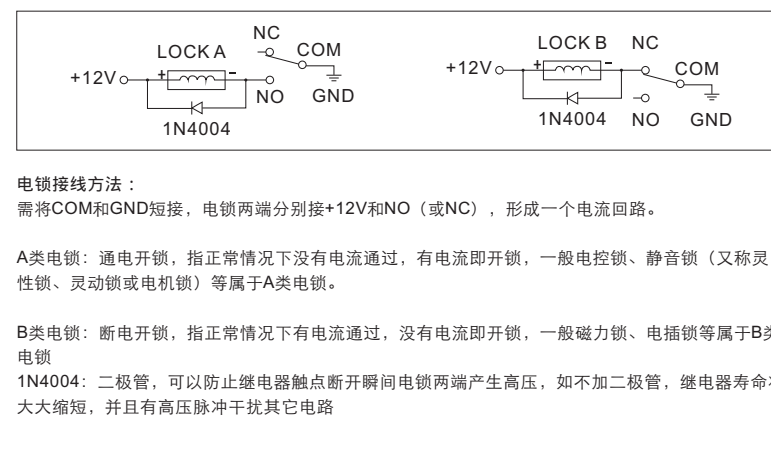 NC
LOCK A
COM
+12V
+
-
NO
GND
1N4004
LOCK B
NC
+12V
+
-
COM
1N4004
NO
GND
电锁接线方法：
需将COM和GND短接，电锁两端分别接+12V和NO（或NC），形成一个电流回路。
A类电锁：通电开锁，指正常情况下没有电流通过，有电流即开锁，一般电控锁、静音锁（又称灵
性锁、灵动锁或电机锁）等属于A类电锁。
B类电锁：断电开锁，指正常情况下有电流通过，没有电流即开锁，一般磁力锁、电插锁等属于B类
电锁
1N4004：二极管，可以防止继电器触点断开瞬间电锁两端产生高压，如不加二极管，继电器寿命将
大大缩短，并且有高压脉冲干扰其它电路